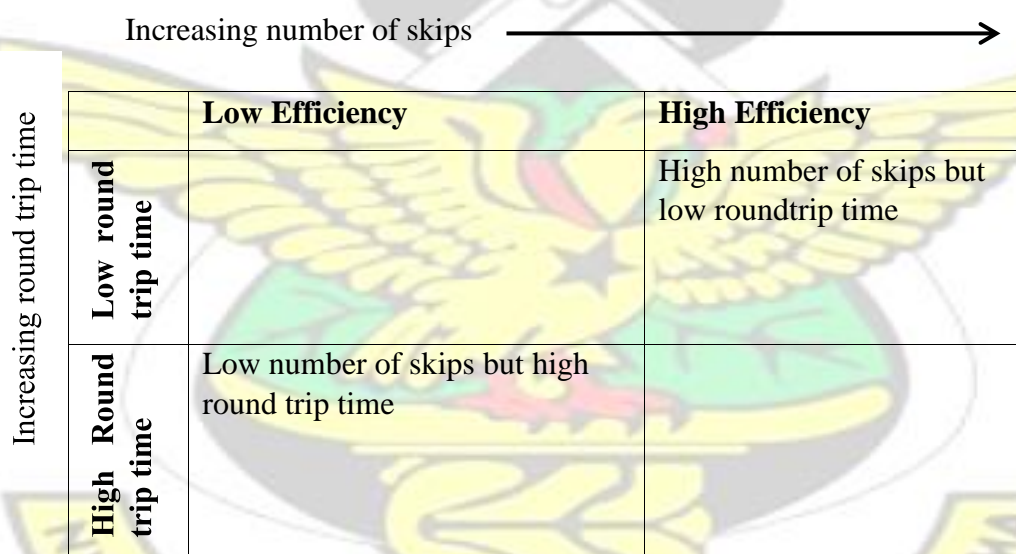 Increasing number of skips
Increasing round trip time
Low Efficiency
High Efficiency
Low round
trip time
High number of skips but
low roundtrip time
High Round
trip time
Low number of skips but high
round trip time